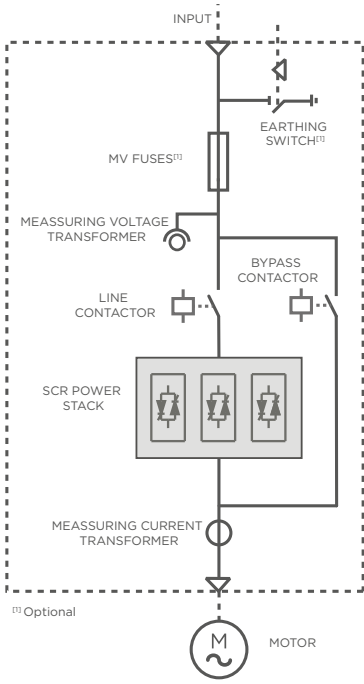 INPUT
EARTHING
SWITCH[1]
MV FUSES[1]
MEASSURING VOLTAGE
TRANSFORMER
BYPASS
CONTACTOR
LINE
CONTACTOR
SCR POWER
STACK
MEASSURING CURRENT
TRANSFORMER
[1] Optional
M
MOTOR